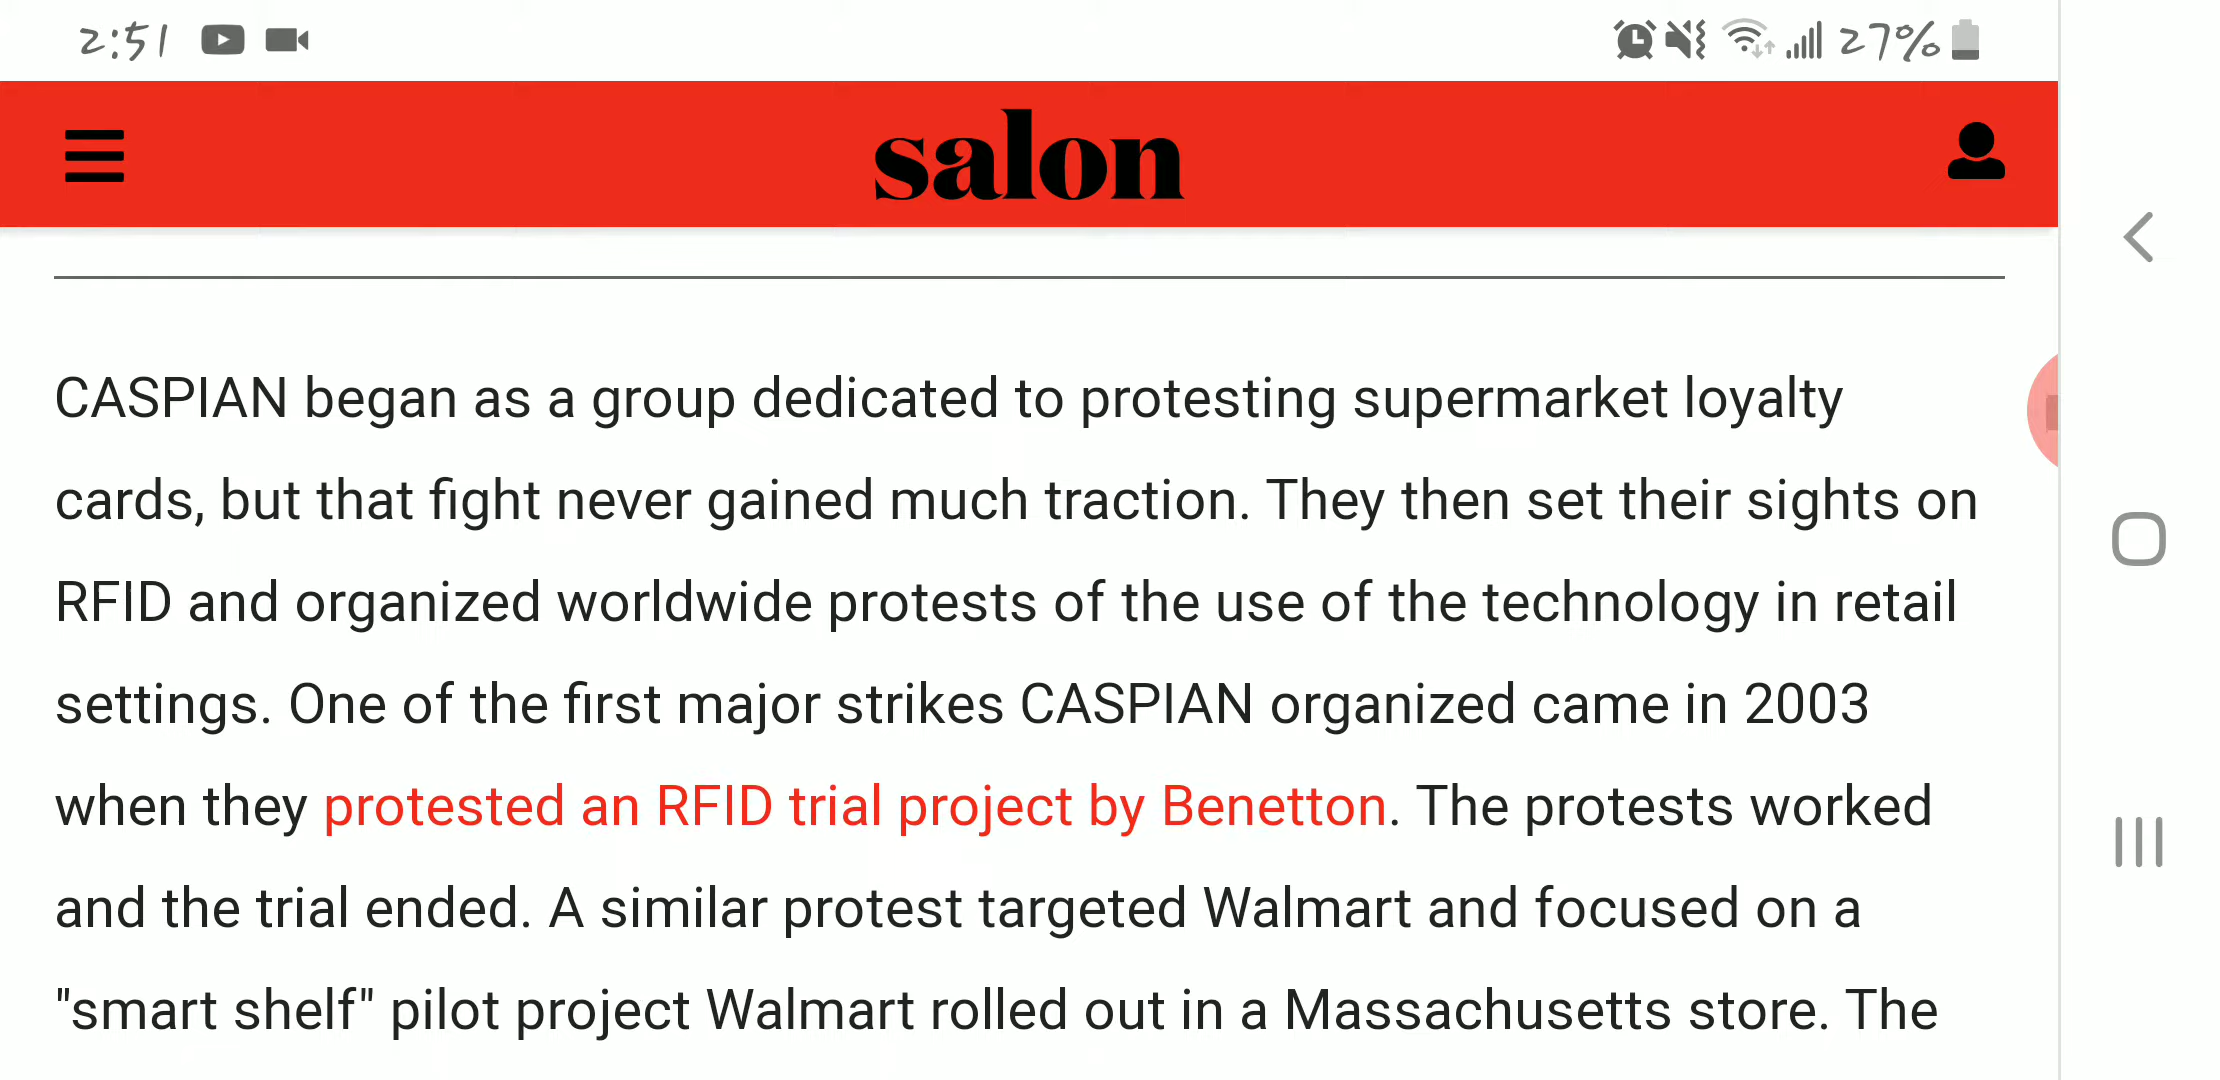 2:51 27%
salon
CASPIAN began as a group dedicated to protesting supermarket loyalty
cards, but that fight never gained much traction. They then set their sights on
RFID and organized worldwide protests of the use of the technology in retail
settings. One of the first major strikes CASPIAN organized came in 2003
when they protested an RFID trial project by Benetton. The protests worked
and the trial ended. A similar protest targeted Walmart and focused on a
"smart shelf" pilot project Walmart rolled out in a Massachusetts store. The